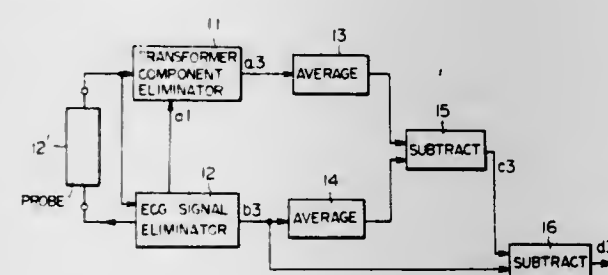 11
TRANSFORMER
COMPONENT
ELIMINATOR
a3
13
AVERAGE
a1
12'
PROBE
12
ECG SIGNAL
ELIMINATOR
b3
14
AVERAGE
15
SUBTRACT
c3
16
SUBTRACT
d3